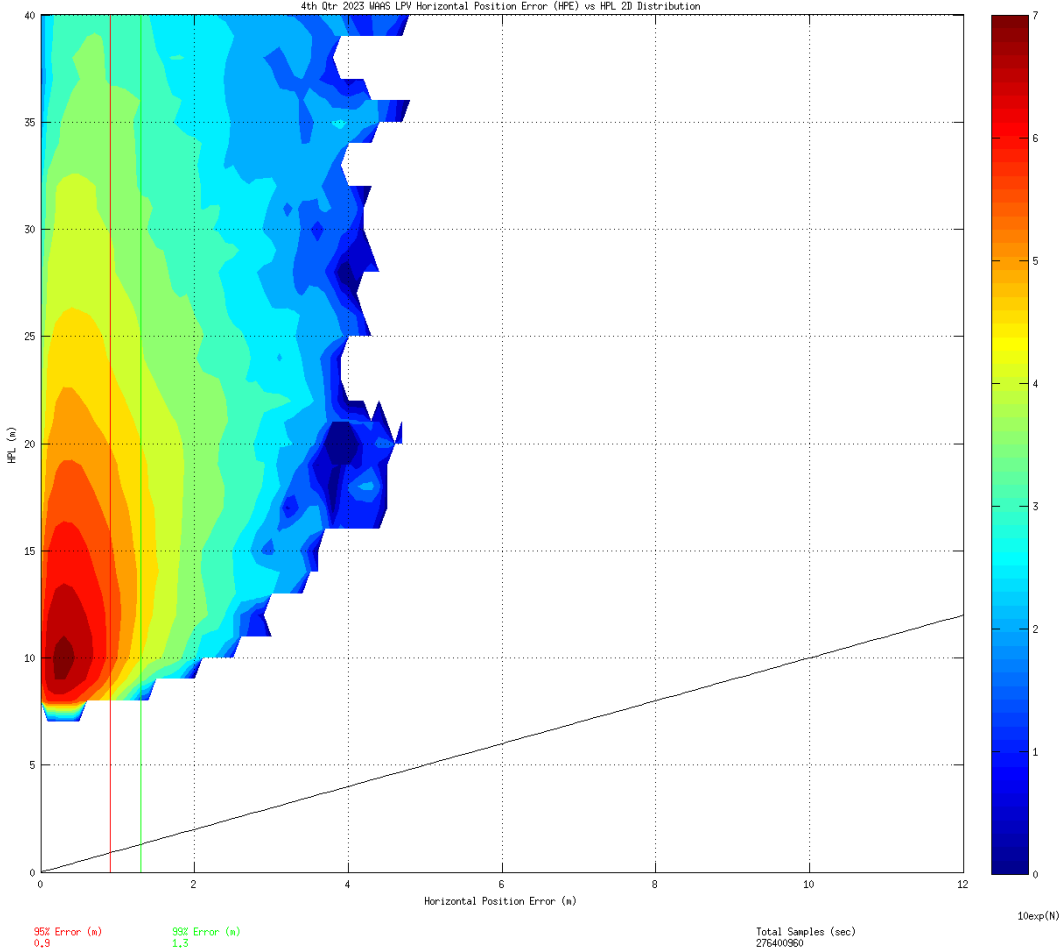 4th Qtr 2023 WAAS LPV Horizontal Position Error (HPE) vs HPL 2D Distribution
40
35
30
25
20
15
10
5
0
HPL (m)
0 2 4 6 8 10 12
Horizontal Position Error (m)
7
6
5
4
3
2
1
0
10exp(N)
95% Error (m) 99% Error (m) Total Samples (sec)
0.9 1.3 276400960